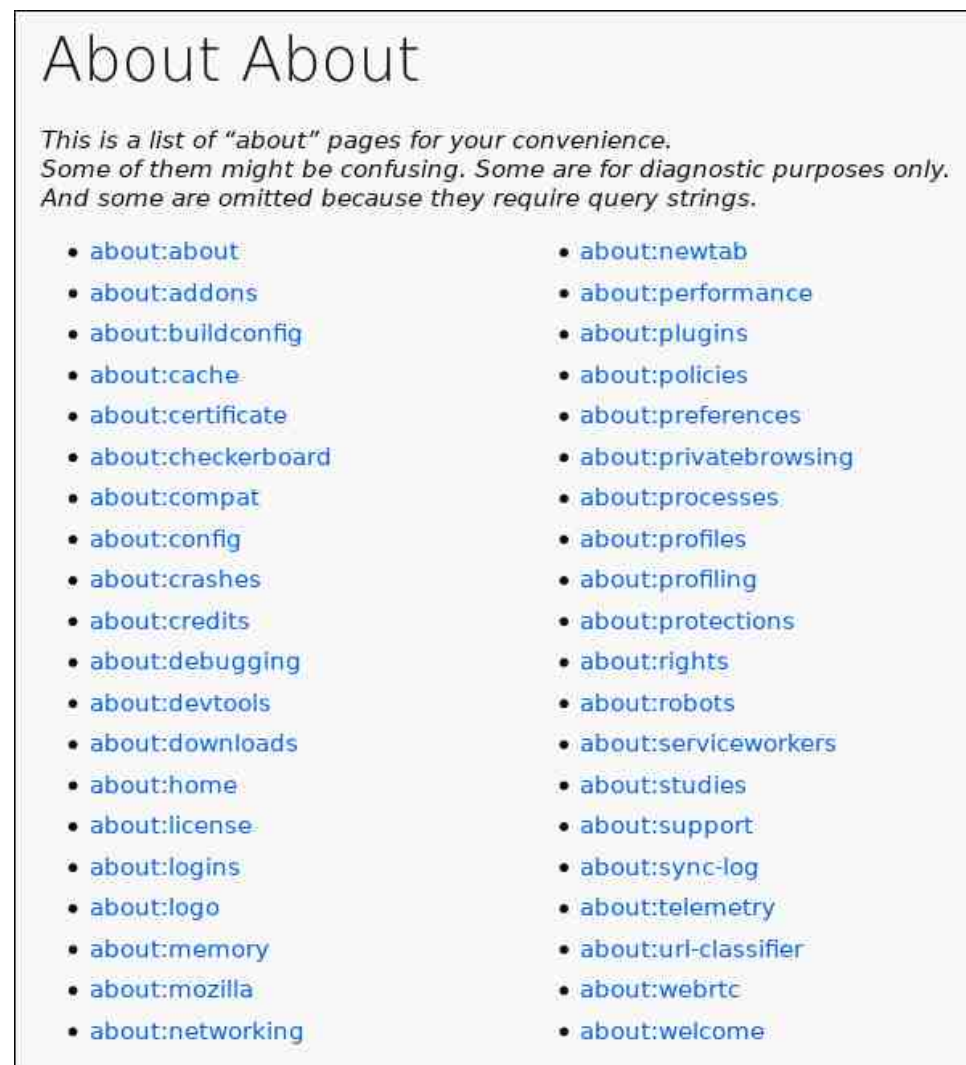 About About
This is a list of “about” pages for your convenience.
Some of them might be confusing. Some are for diagnostic purposes only.
And some are omitted because they require query strings.
• about:about
• about:addons
• about:buildconfig
• about:cache
• about:certificate
• about:checkerboard
• about:compat
• about:config
• about:crashes
• about:credits
• about:debugging
• about:devtools
• about:downloads
• about:home
• about:license
• about:logins
• about:logo
• about:memory
• about:mozilla
• about:networking
• about:newtab
• about:performance
• about:plugins
• about:policies
• about:preferences
• about:privatebrowsing
• about:processes
• about:profiles
• about:profiling
• about:protections
• about:rights
• about:robots
• about:serviceworkers
• about:studies
• about:support
• about:sync-log
• about:telemetry
• about:url-classifier
• about:webrtc
• about:welcome